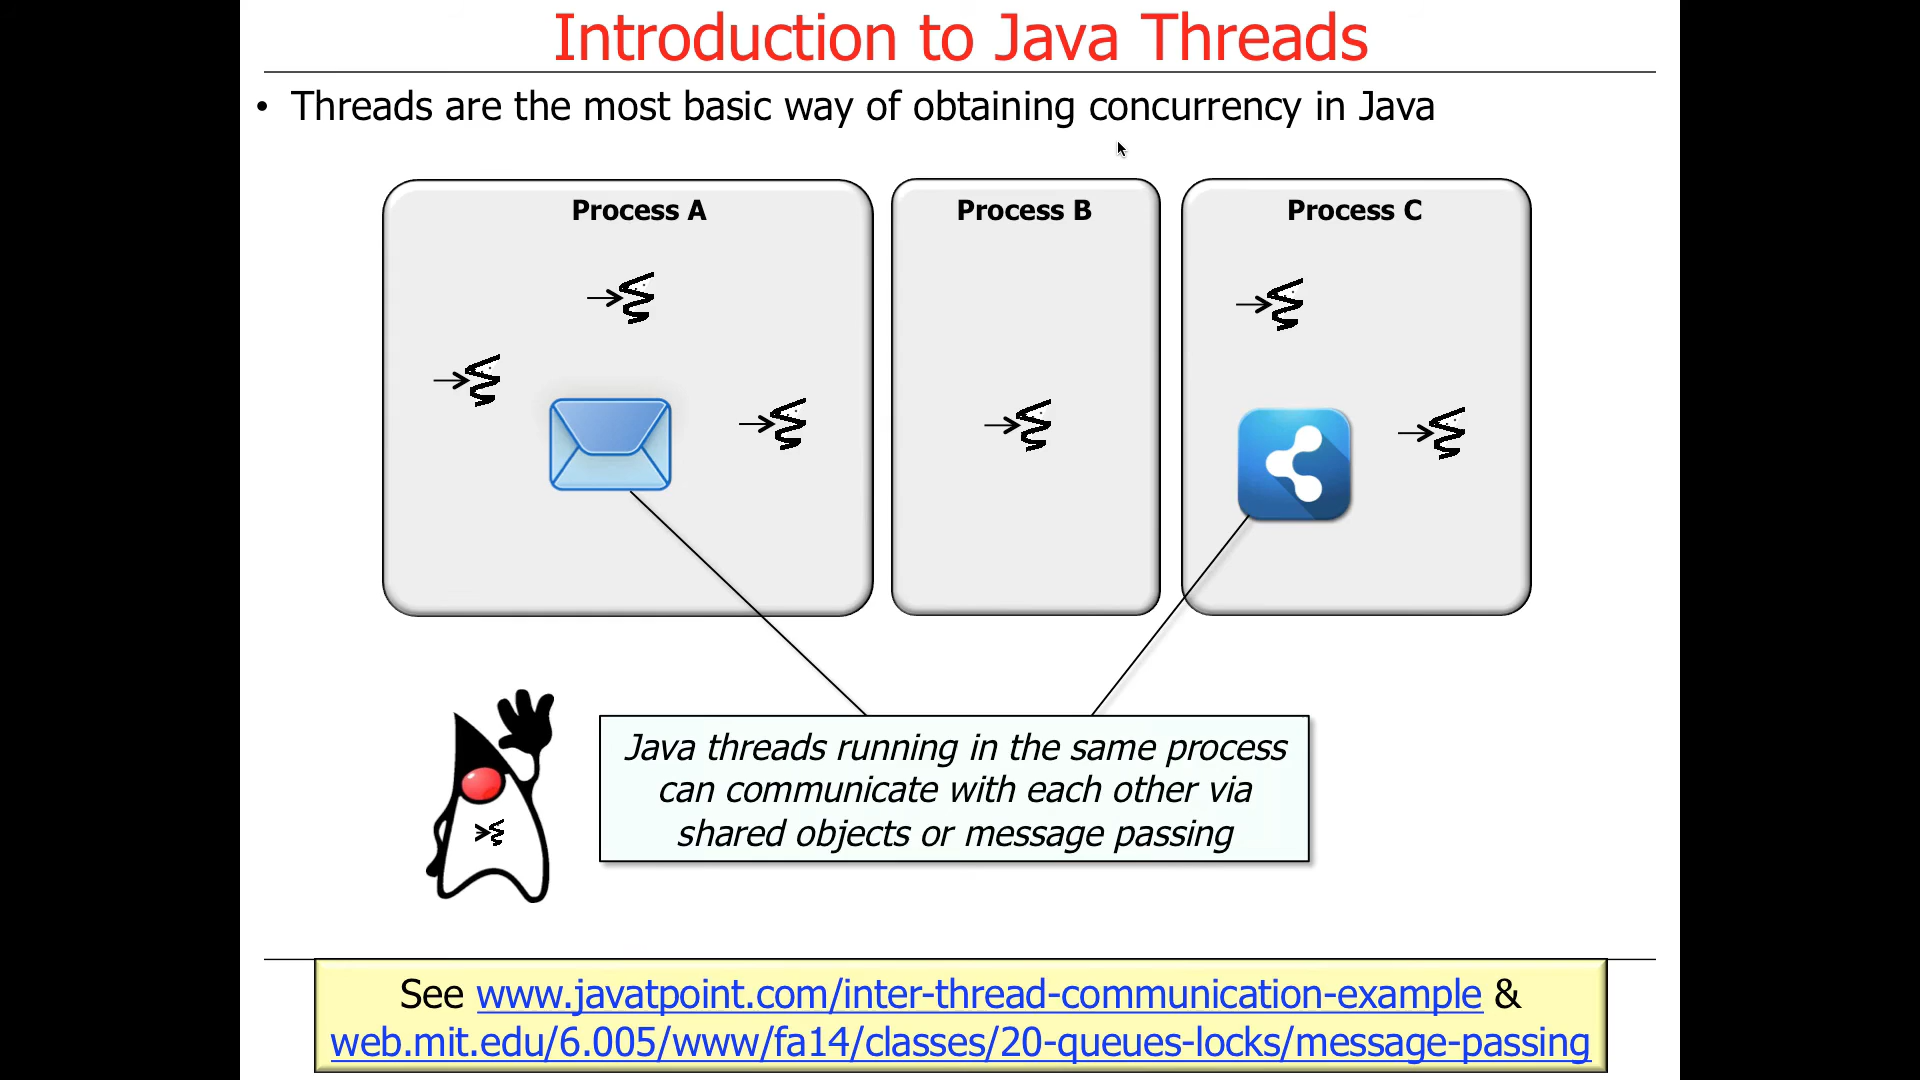 Introduction to Java Threads
• Threads are the most basic way of obtaining concurrency in Java
Process A
Process B
Process C
Java threads running in the same process
can communicate with each other via
shared objects or message passing
See www.javatpoint.com/inter-thread-communication-example &
web.mit.edu/6.005/www/fa14/classes/20-queues-locks/message-passing